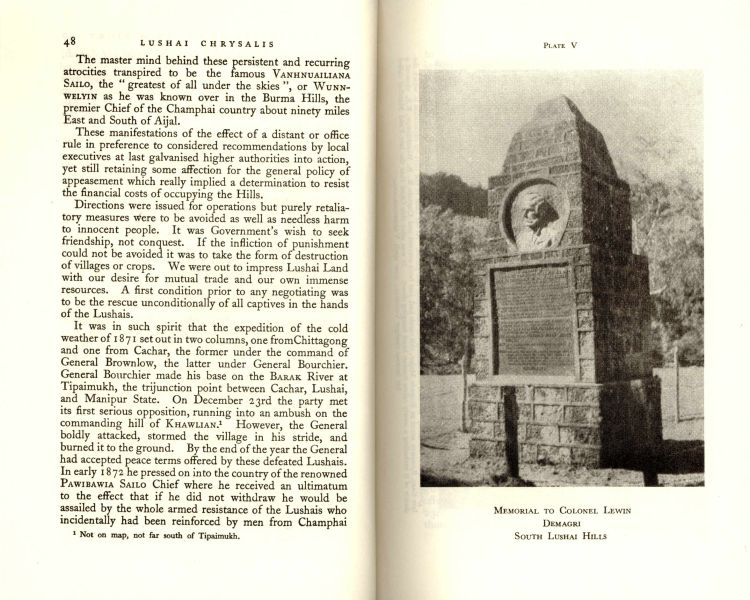 48 LUSHAI CHRYSALIS
The master mind behind these persistent and recurring
atrocities transpired to be the famous VANHNUAILIANA
SAILO, the " greatest of all under the skies ", or WUNN-
WELYIN as he was known over in the Burma Hills, the
premier Chief of the Champhai country about ninety miles
East and South of Aijal.
These manifestations of the effect of a distant or office
rule in preference to considered recommendations by local
executives at last galvanised higher authorities into action,
yet still retaining some affection for the general policy of
appeasement which really implied a determination to resist
the financial costs of occupying the Hills.
Directions were issued for operations but purely retalia-
tory measures were to be avoided as well as needless harm
to innocent people. It was Government's wish to seek
friendship, not conquest. If the infliction of punishment
could not be avoided it was to take the form of destruction
of villages or crops. We were out to impress Lushai Land
with our desire for mutual trade and our own immense
resources. A first condition prior to any negotiating was
to be the rescue unconditionally of all captives in the hands
of the Lushais.
It was in such spirit that the expedition of the cold
weather of 1871 set out in two columns, one from Chittagong
and one from Cachar, the former under the command of
General Brownlow, the latter under General Bourchier.
General Bourchier made his base on the BARAK River at
Tipaimukh, the trijunction point between Cachar, Lushai,
and Manipur State. On December 23rd the party met
its first serious opposition, running into an ambush on the
commanding hill of KHAWLIAN.¹ However, the General
boldly attacked, stormed the village in his stride, and
burned it to the ground. By the end of the year the General
had accepted peace terms offered by these defeated Lushais.
In early 1872 he pressed on into the country of the renowned
PAWIBAWIA SAILO Chief where he received an ultimatum
to the effect that if he did not withdraw he would be
assailed by the whole armed resistance of the Lushais who
incidentally had been reinforced by men from Champhai
¹ Not on map, not far south of Tipaimukh.
PLATE V
MEMORIAL TO COLONEL LEWIN
DEMAGRI
SOUTH LUSHAI HILLS